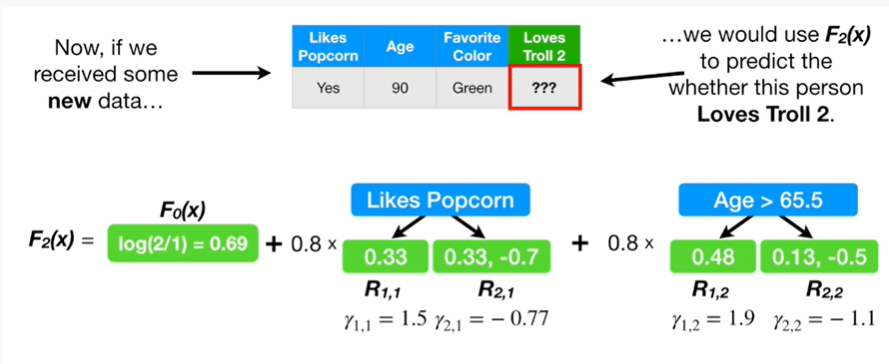 Now, if we
received some
new data…
Likes
Popcorn
Age
Favorite
Color
Loves
Troll 2
Yes
90
Green
???
…we would use F₂(x)
to predict the
whether this person
Loves Troll 2.
F₀(x)
F₂(x) = log(2/1) = 0.69 + 0.8 × + 0.8 ×
Likes Popcorn
0.33
0.33, -0.7
R₁,₁
R₂,₁
γ₁,₁ = 1.5 γ₂,₁ = − 0.77
Age > 65.5
0.48
0.13, -0.5
R₁,₂
R₂,₂
γ₁,₂ = 1.9 γ₂,₂ = − 1.1